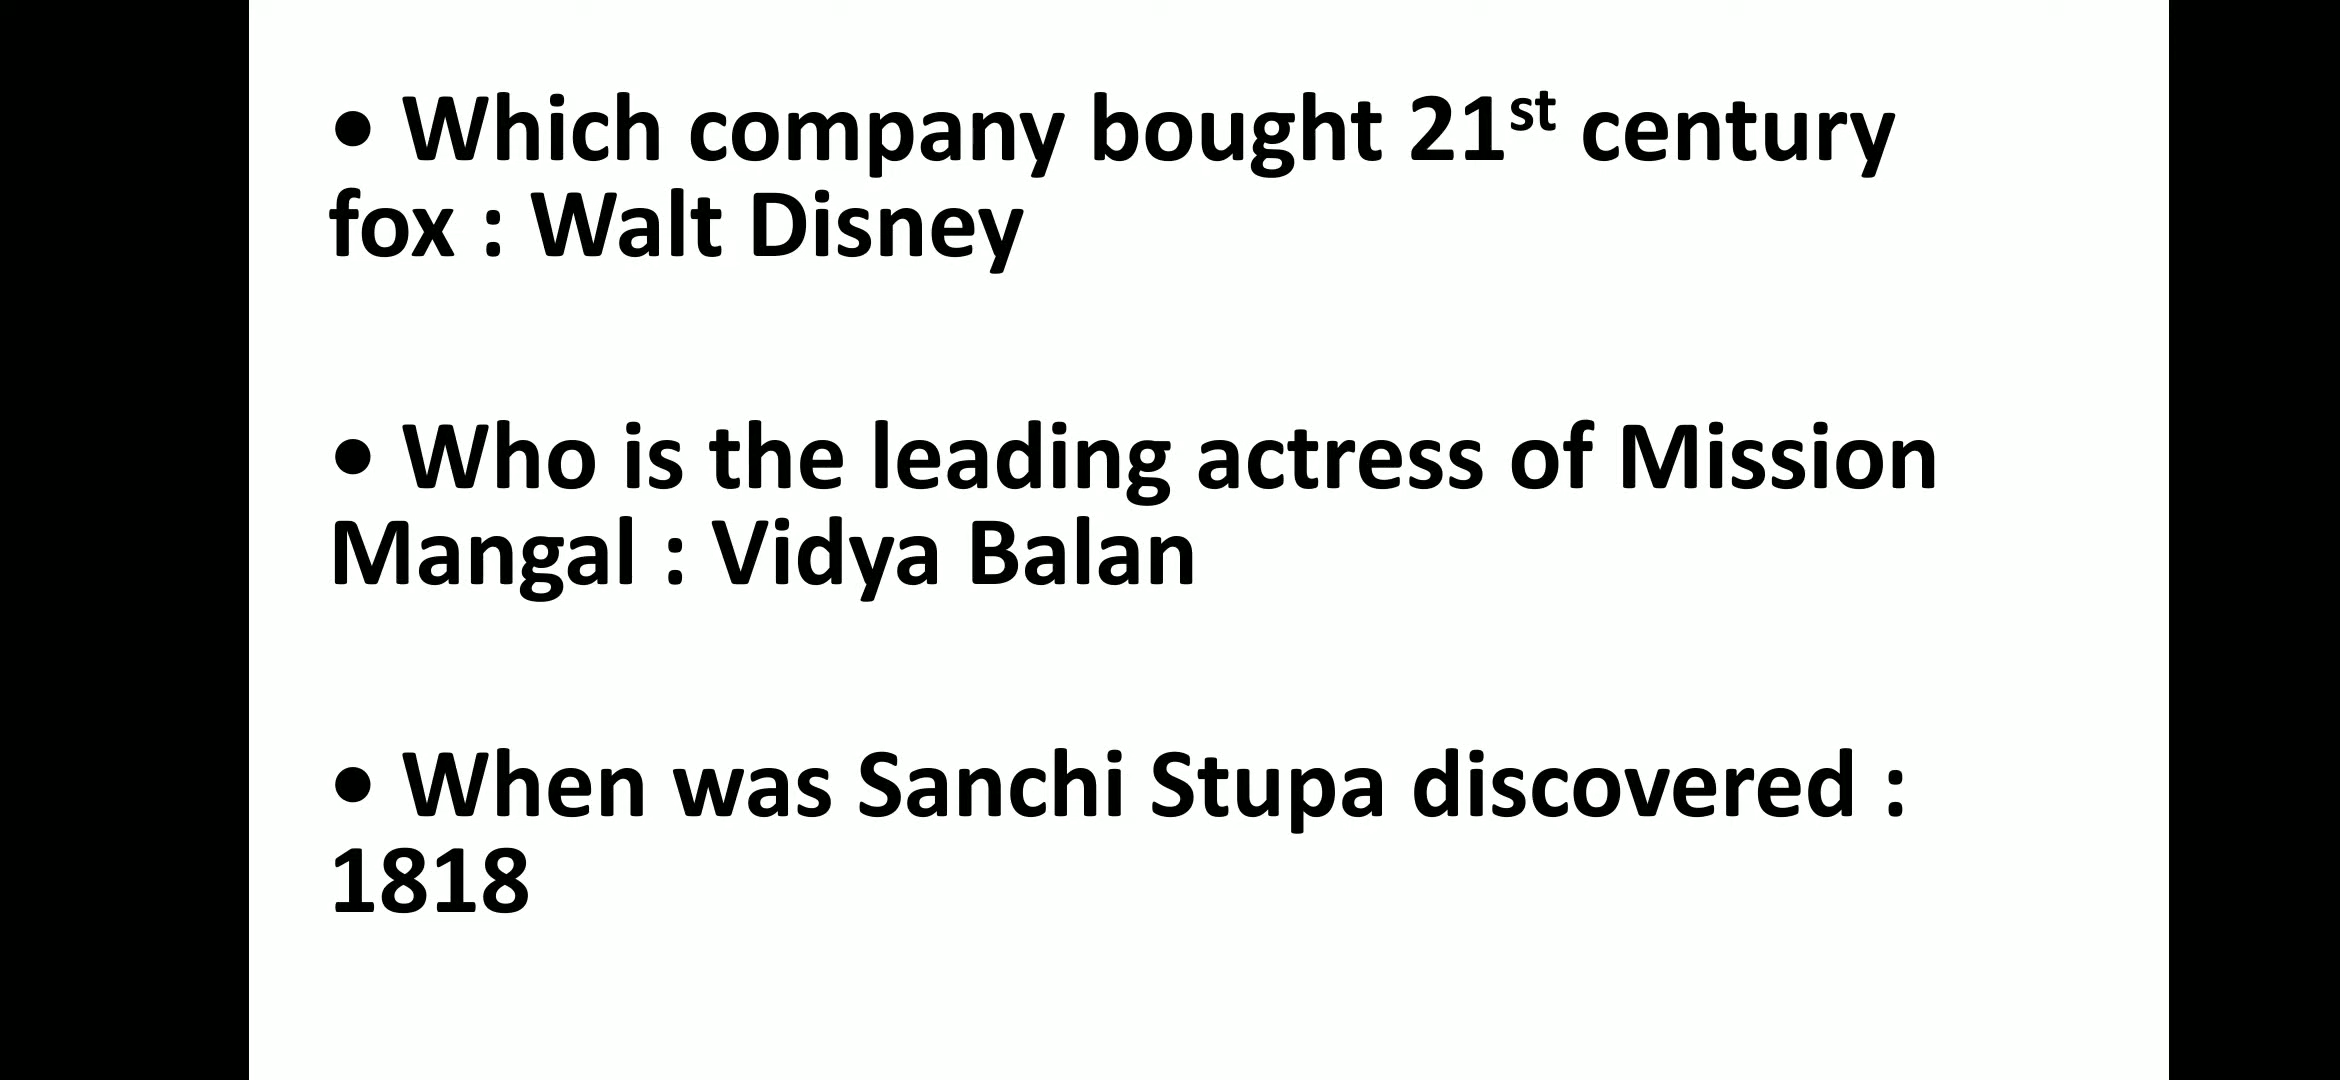 • Which company bought 21st century
fox : Walt Disney
• Who is the leading actress of Mission
Mangal : Vidya Balan
• When was Sanchi Stupa discovered :
1818